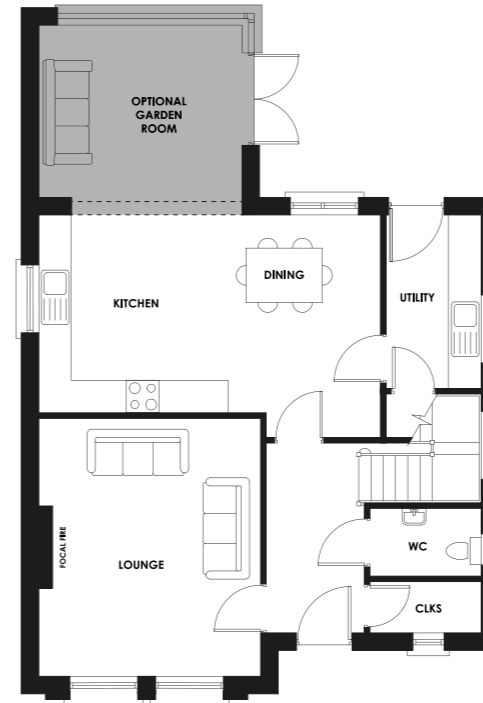 OPTIONAL
GARDEN
ROOM
DINING
KITCHEN
UTILITY
FOCAL FIRE
LOUNGE
WC
CLKS